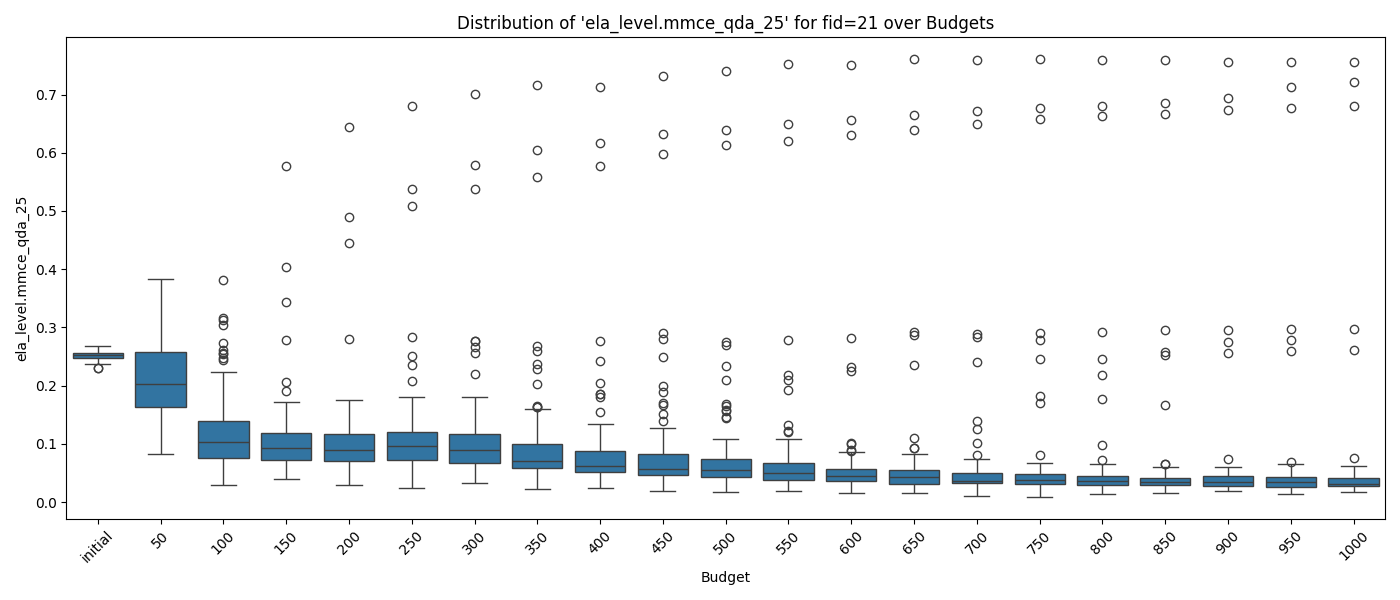 Distribution of 'ela_level.mmce_qda_25' for fid=21 over Budgets
ela_level.mmce_qda_25
0.7
0.6
0.5
0.4
0.3
0.2
0.1
0.0
initial 50 100 150 200 250 300 350 400 450 500 550 600 650 700 750 800 850 900 950 1000
Budget